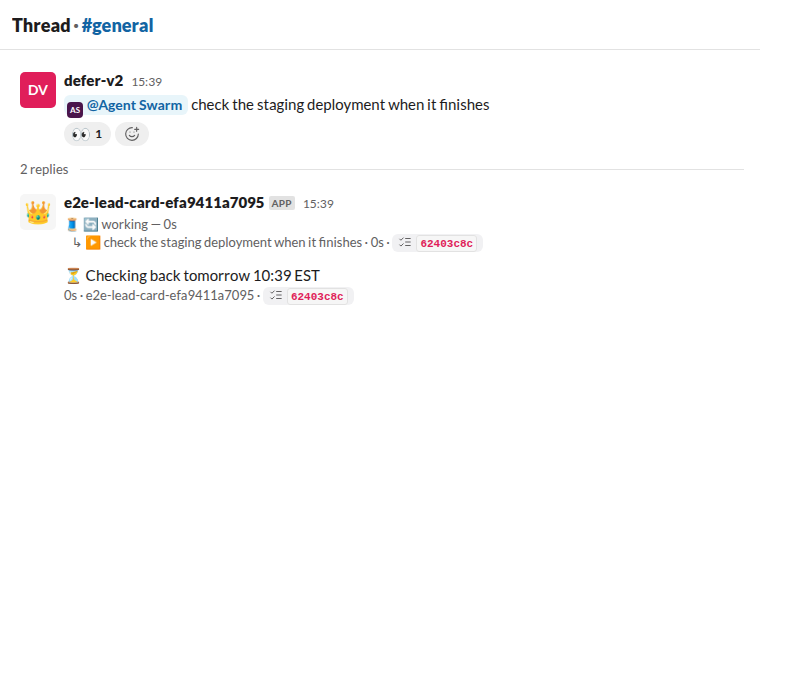 Thread · #general
DV
defer-v2 15:39
AS @Agent Swarm check the staging deployment when it finishes
👀 1
2 replies
e2e-lead-card-efa9411a7095 APP 15:39
🧵 🔄 working — 0s
↳ ▶️ check the staging deployment when it finishes · 0s · 62403c8c
⏳ Checking back tomorrow 10:39 EST
0s · e2e-lead-card-efa9411a7095 · 62403c8c